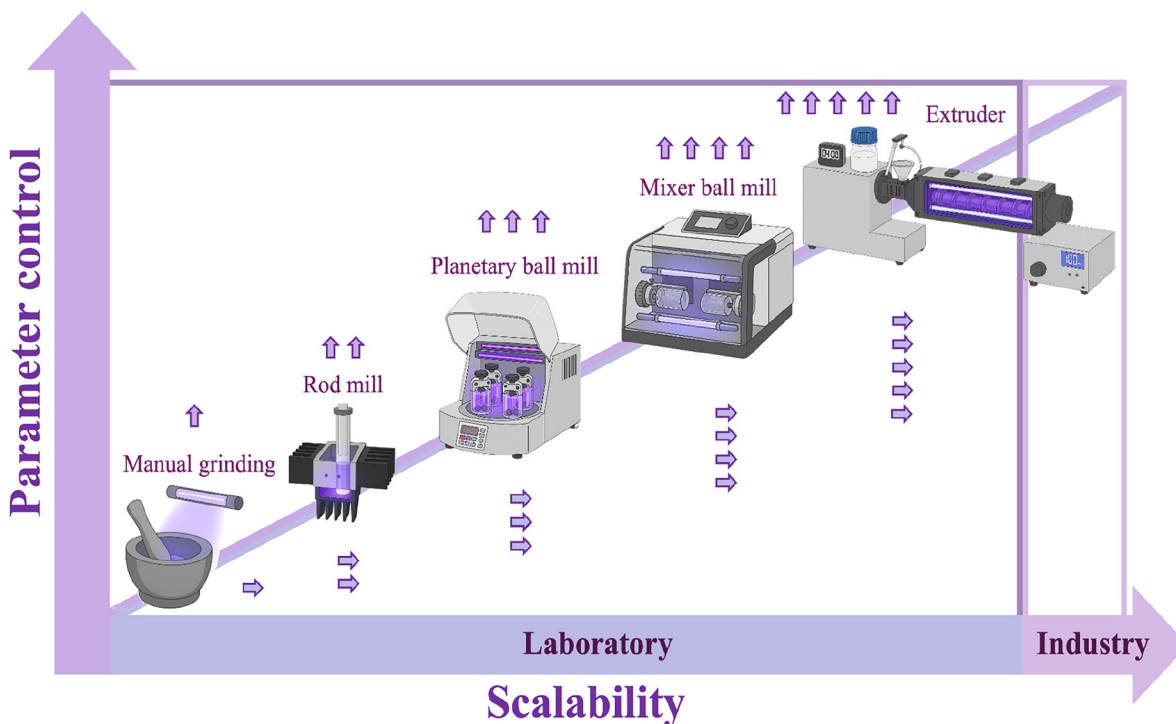 Extruder
Mixer ball mill
Planetary ball mill
Rod mill
Manual grinding
Parameter control
Laboratory
Industry
Scalability